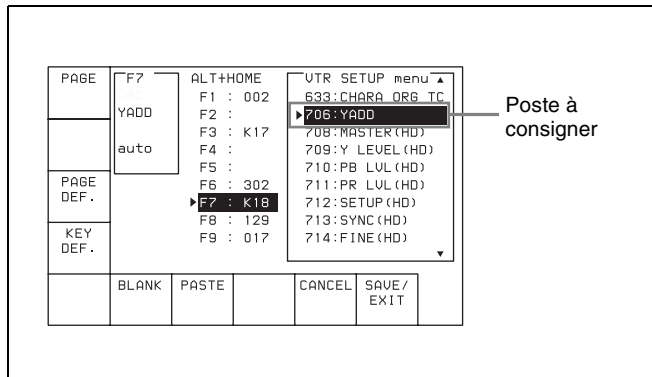 PAGE
PAGE
DEF.
KEY
DEF.
F7
YADD
auto
ALT+HOME
F1 : 002
F2 :
F3 : K17
F4 :
F5 :
F6 : 302
F7 : K18
F8 : 129
F9 : 017
VTR SETUP menu
633:CHARA ORG TC
706:YADD
708:MASTER(HD)
709:Y LEVEL(HD)
710:PB LVL(HD)
711:PR LVL(HD)
712:SETUP(HD)
713:SYNC(HD)
714:FINE(HD)
BLANK
PASTE
CANCEL
SAVE/
EXIT
Poste à
consigner